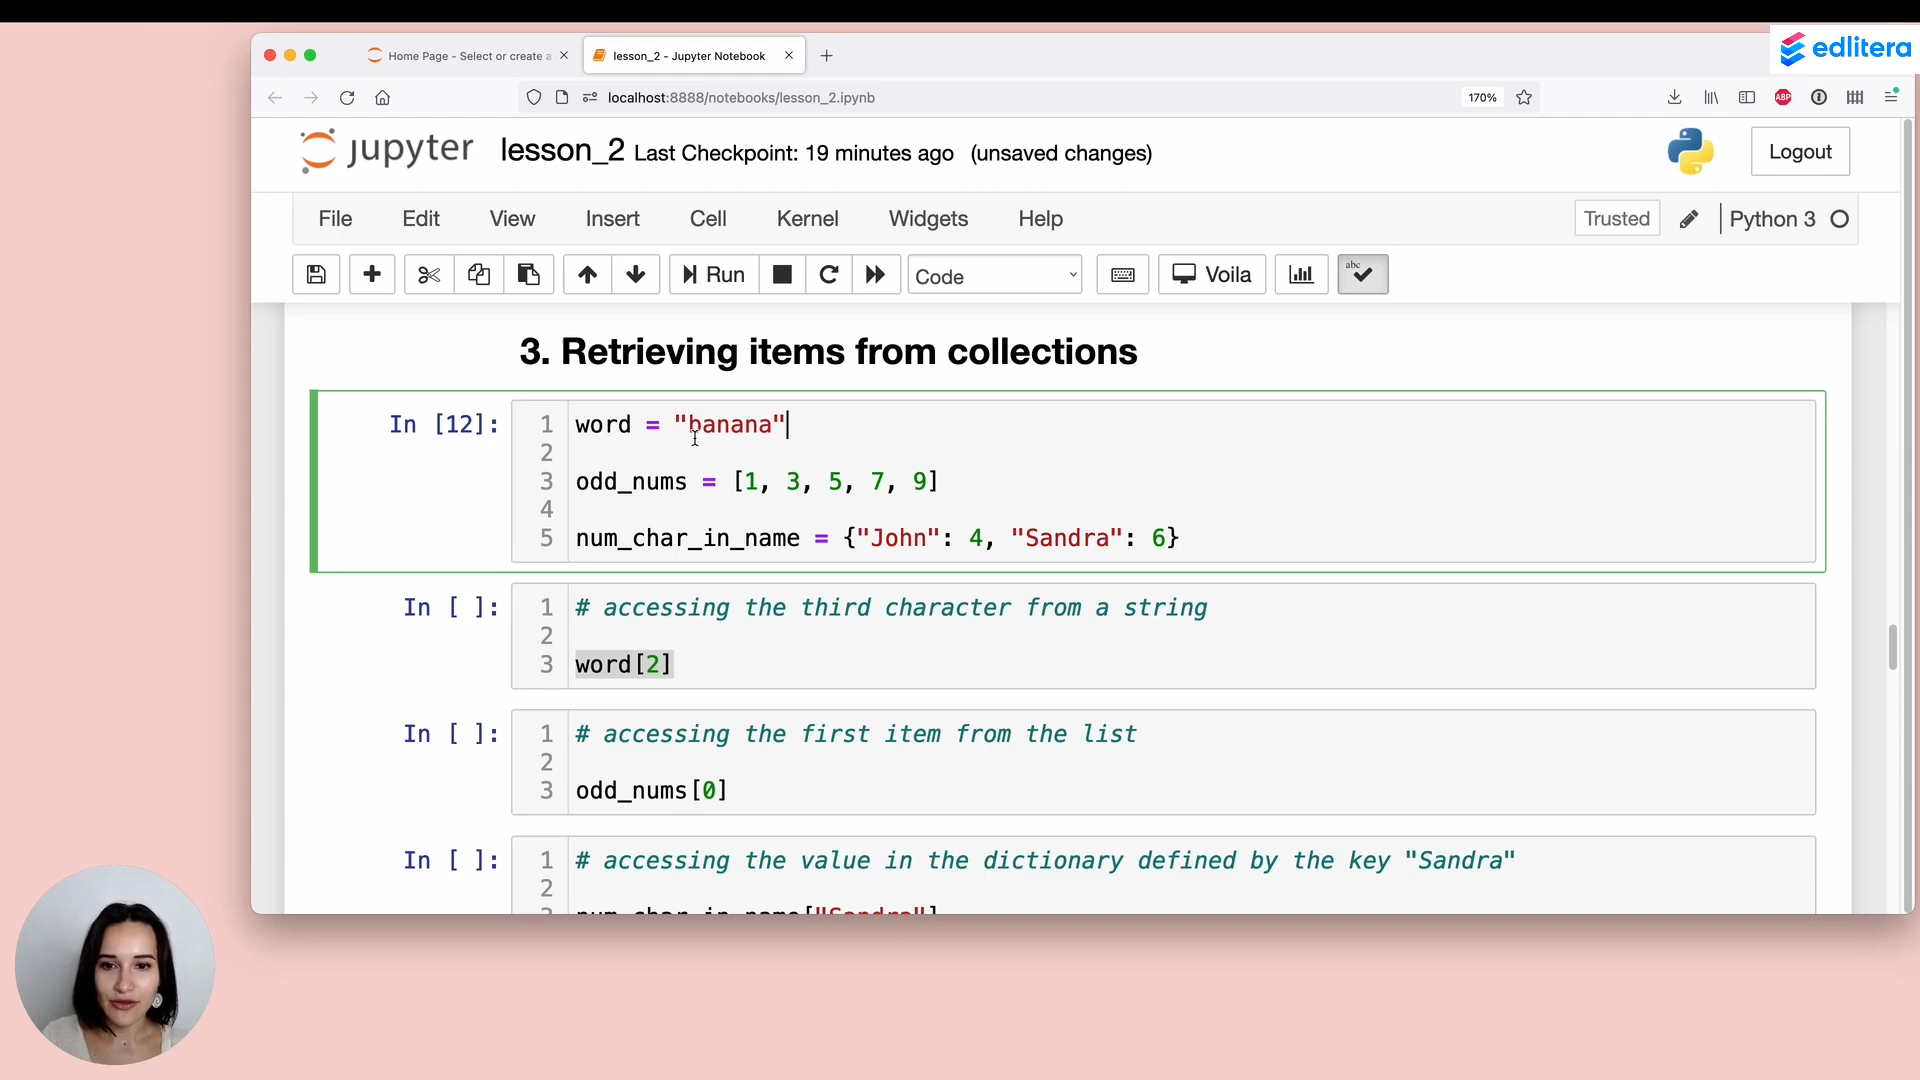 edlitera
Home Page - Select or create a
lesson_2 - Jupyter Notebook
localhost:8888/notebooks/lesson_2.ipynb
170%
ABP
jupyter
lesson_2 Last Checkpoint: 19 minutes ago (unsaved changes)
Logout
File Edit View Insert Cell Kernel Widgets Help
Trusted
Python 3
Run
Code
Voila
abc
3. Retrieving items from collections
In [12]:
1 word = "banana"
2
3 odd_nums = [1, 3, 5, 7, 9]
4
5 num_char_in_name = {"John": 4, "Sandra": 6}
In [ ]:
1 # accessing the third character from a string
2
3 word[2]
In [ ]:
1 # accessing the first item from the list
2
3 odd_nums[0]
In [ ]:
1 # accessing the value in the dictionary defined by the key "Sandra"
2
3 num_char_in_name["Sandra"]